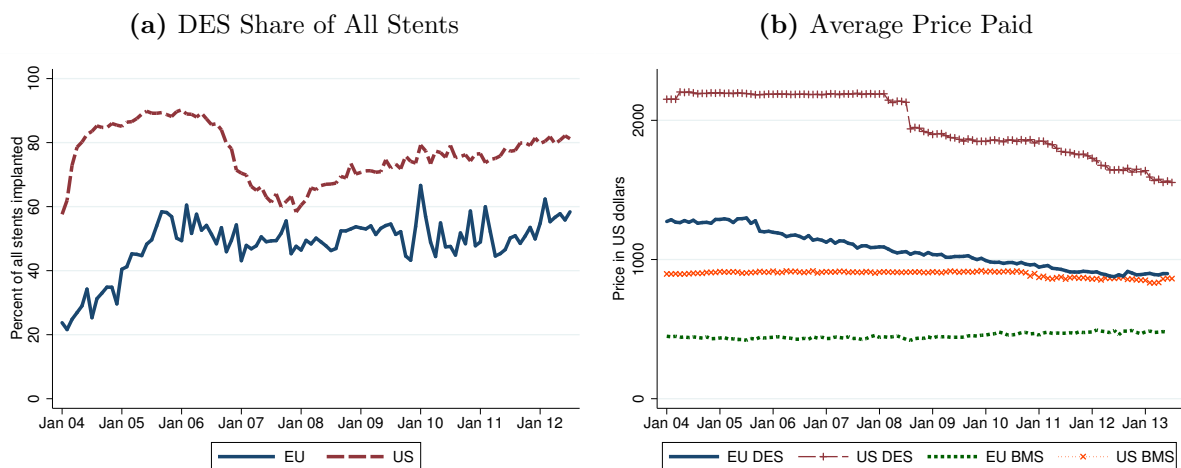 (a) DES Share of All Stents
Percent of all stents implanted
100
80
60
40
20
0
Jan 04 Jan 05 Jan 06 Jan 07 Jan 08 Jan 09 Jan 10 Jan 11 Jan 12
EU US
(b) Average Price Paid
Price in US dollars
2000
1000
0
Jan 04 Jan 05 Jan 06 Jan 07 Jan 08 Jan 09 Jan 10 Jan 11 Jan 12 Jan 13
EU DES US DES EU BMS US BMS